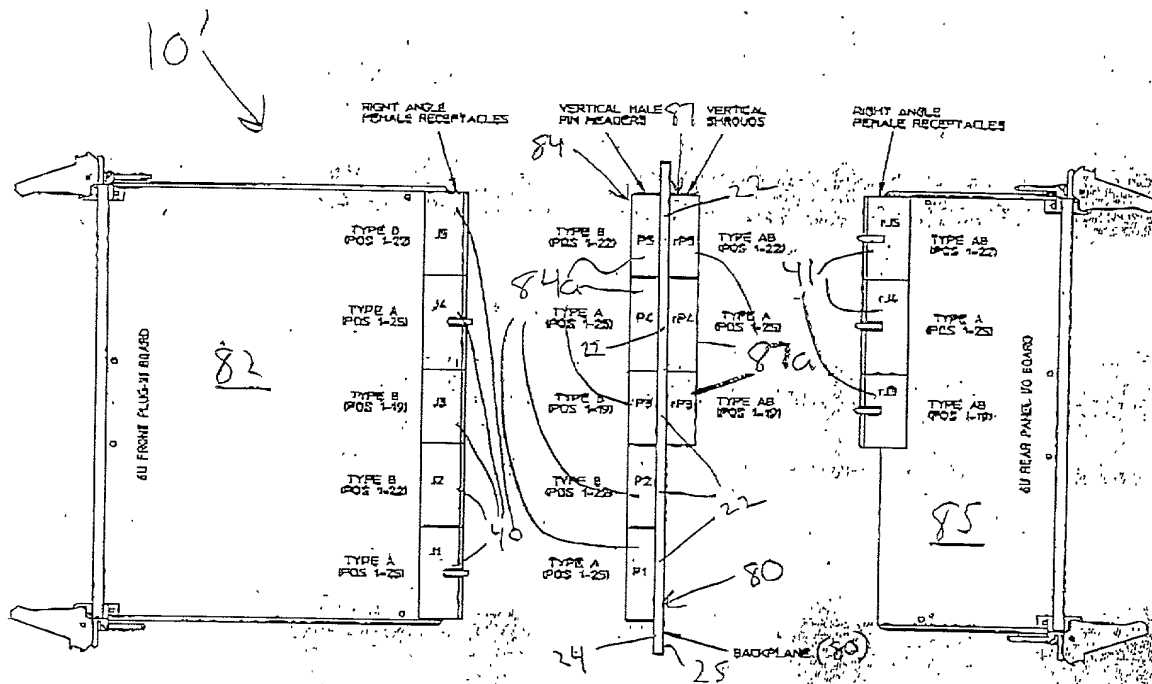 10'
RIGHT ANGLE
FEMALE RECEPTACLES
VERTICAL MALE
PIN HEADERS
87
VERTICAL
SHROUDS
RIGHT ANGLE
FEMALE RECEPTACLES
84
22
TYPE B
(POS 1-22)
J5
TYPE B
(POS 1-22)
P5
rP5
TYPE AB
(POS 1-22)
rJ5
TYPE AB
(POS 1-22)
84a
41
TYPE A
(POS 1-25)
J4
TYPE A
(POS 1-25)
P4
rP4
TYPE A
(POS 1-25)
rJ4
TYPE A
(POS 1-25)
22
82
87a
6U FRONT PLUG-IN BOARD
TYPE B
(POS 1-19)
J3
TYPE B
(POS 1-19)
P3
rP3
TYPE AB
(POS 1-19)
rJ3
TYPE AB
(POS 1-19)
6U REAR PANEL I/O BOARD
TYPE B
(POS 1-22)
J2
TYPE B
(POS 1-22)
P2
22
40
85
TYPE A
(POS 1-25)
J1
TYPE A
(POS 1-25)
P1
80
24
25
BACKPLANE (80)